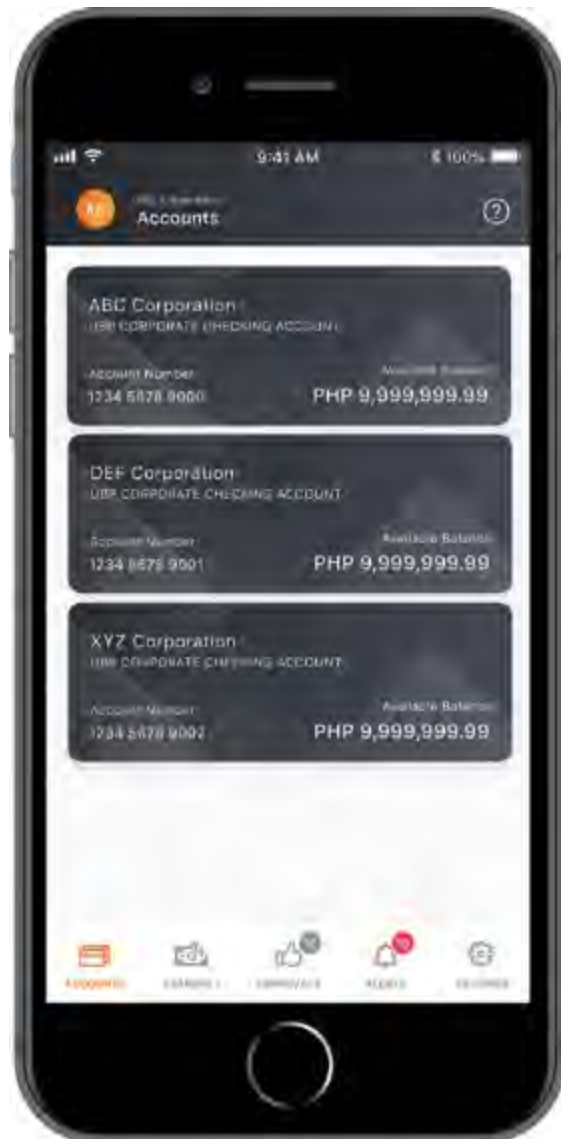 9:41 AM
100%
Accounts
?
ABC Corporation
UBP CORPORATE CHECKING ACCOUNT
Account Number
Available Balance
1234 5678 9000
PHP 9,999,999.99
DEF Corporation
UBP CORPORATE CHECKING ACCOUNT
Account Number
Available Balance
1234 5678 9001
PHP 9,999,999.99
XYZ Corporation
UBP CORPORATE CHECKING ACCOUNT
Account Number
Available Balance
1234 5678 9002
PHP 9,999,999.99
ACCOUNTS
ALERTS